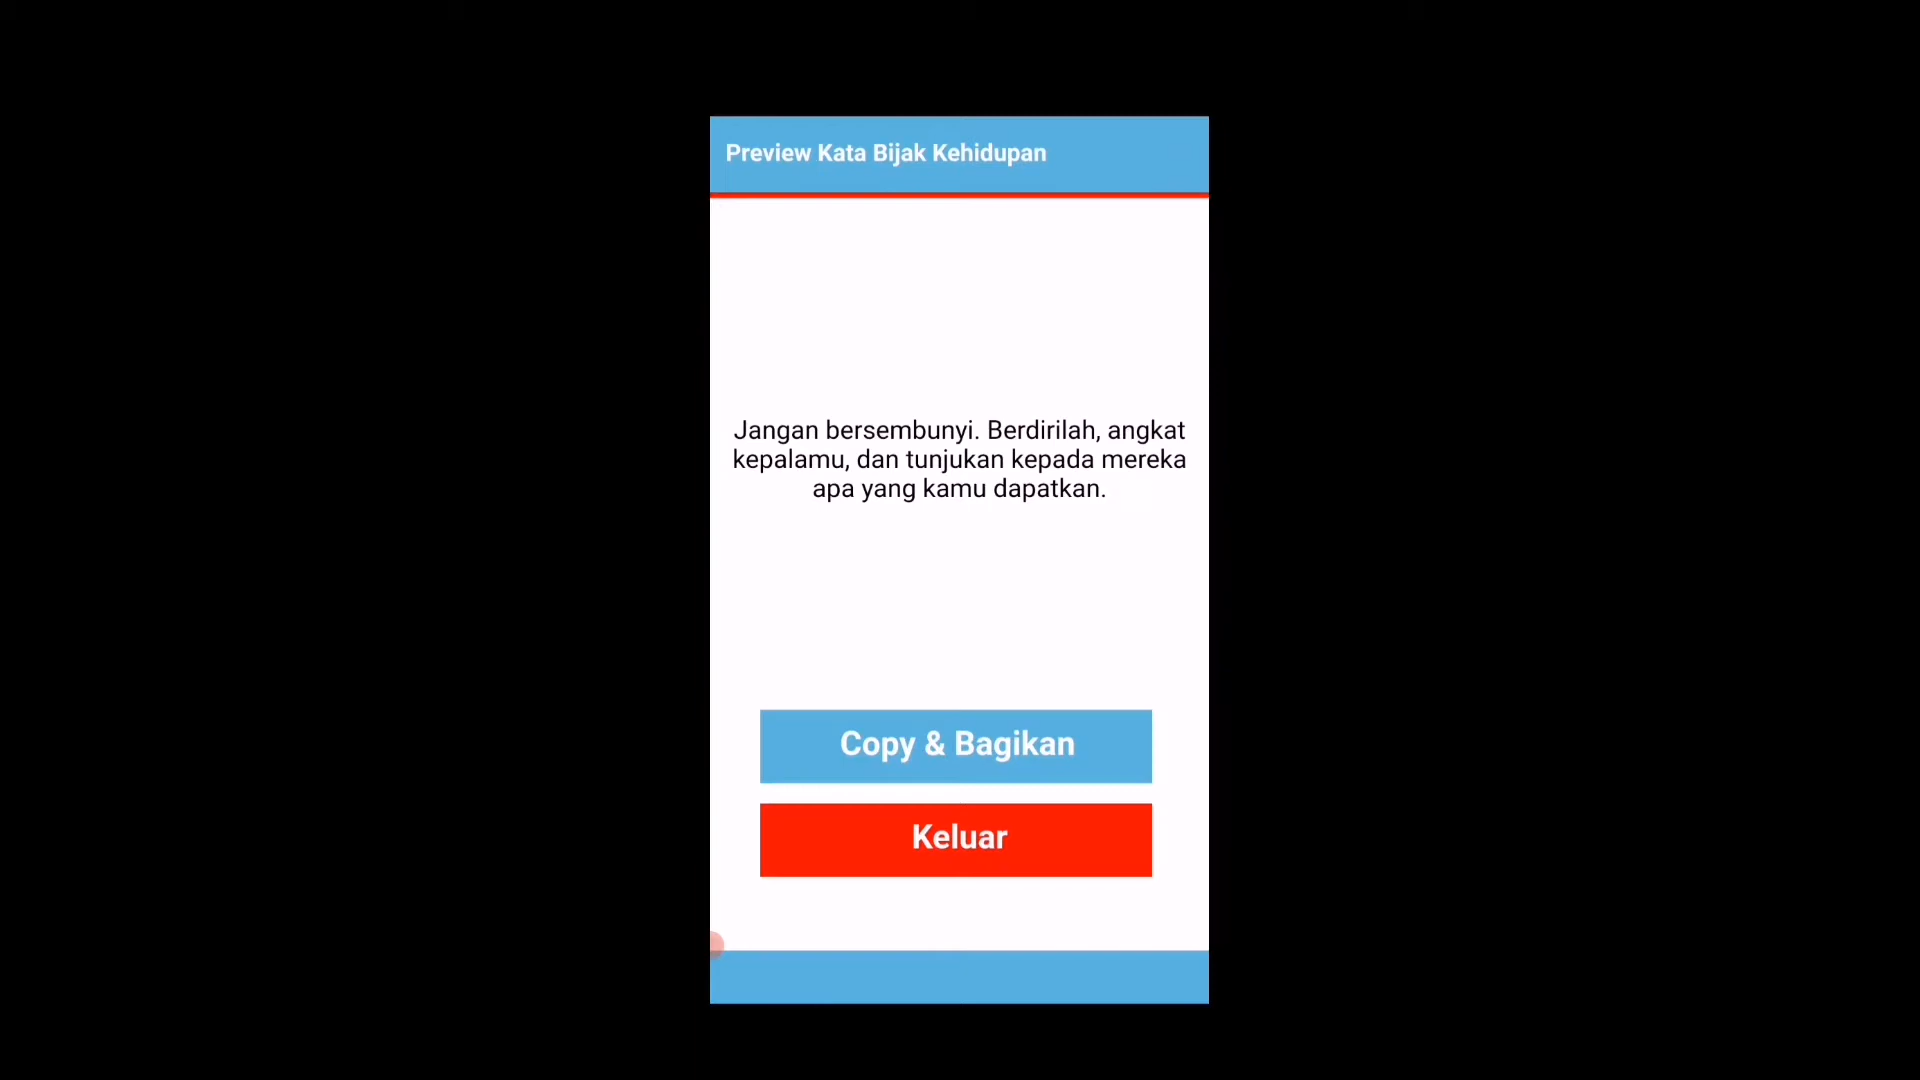 Preview Kata Bijak Kehidupan
Jangan bersembunyi. Berdirilah, angkat
kepalamu, dan tunjukan kepada mereka
apa yang kamu dapatkan.
Copy & Bagikan
Keluar